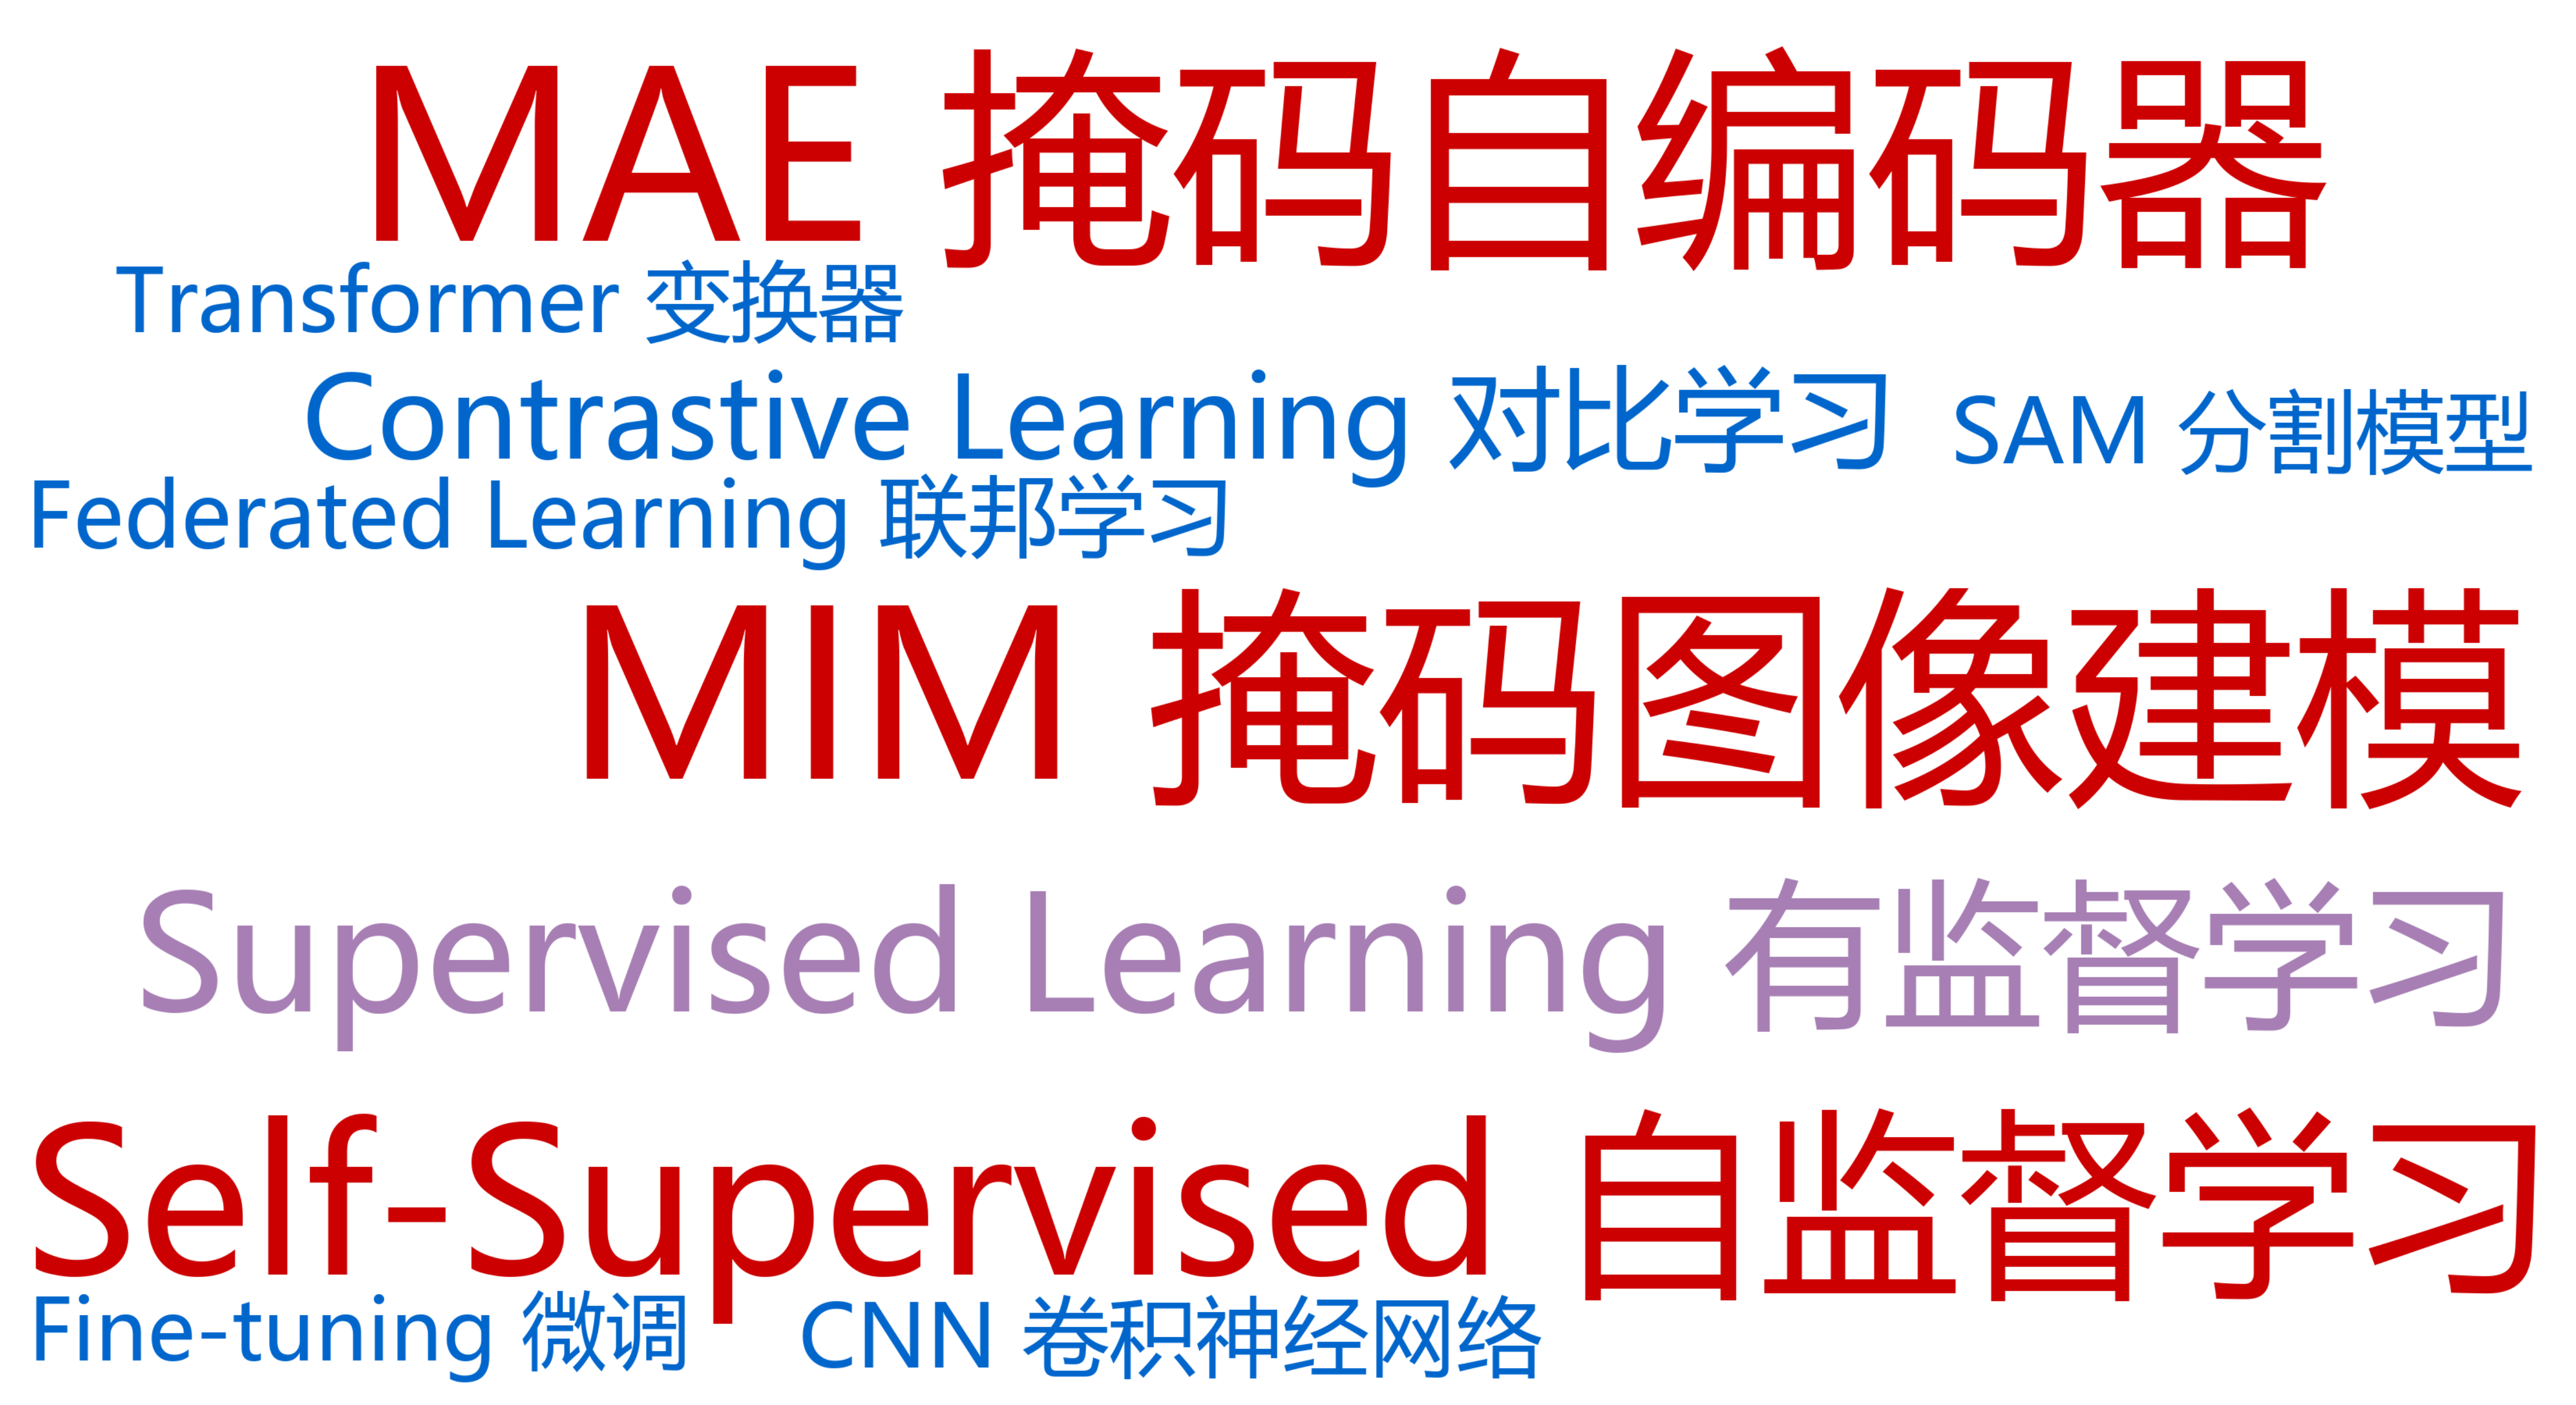 MAE 掩码自编码器
Transformer 变换器
Contrastive Learning 对比学习
SAM 分割模型
Federated Learning 联邦学习
MIM 掩码图像建模
Supervised Learning 有监督学习
Self-Supervised 自监督学习
Fine-tuning 微调
CNN 卷积神经网络